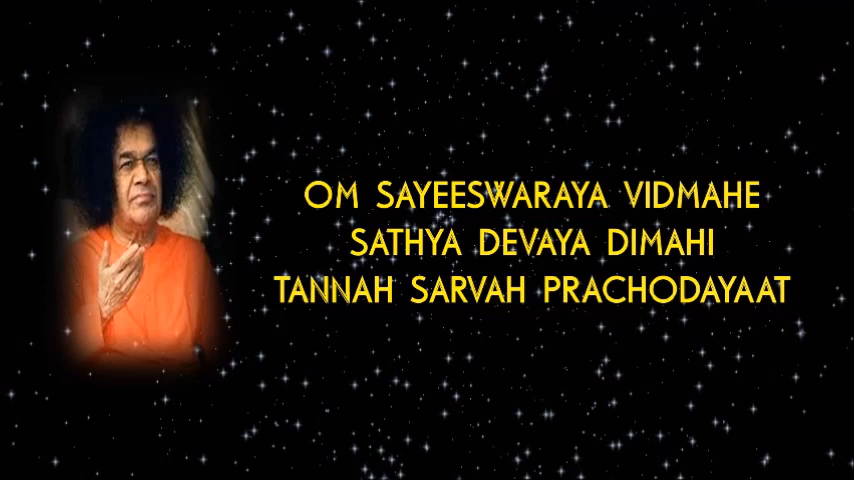 OM SAYEESWARAYA VIDMAHE
SATHYA DEVAYA DIMAHI
TANNAH SARVAH PRACHODAYAAT